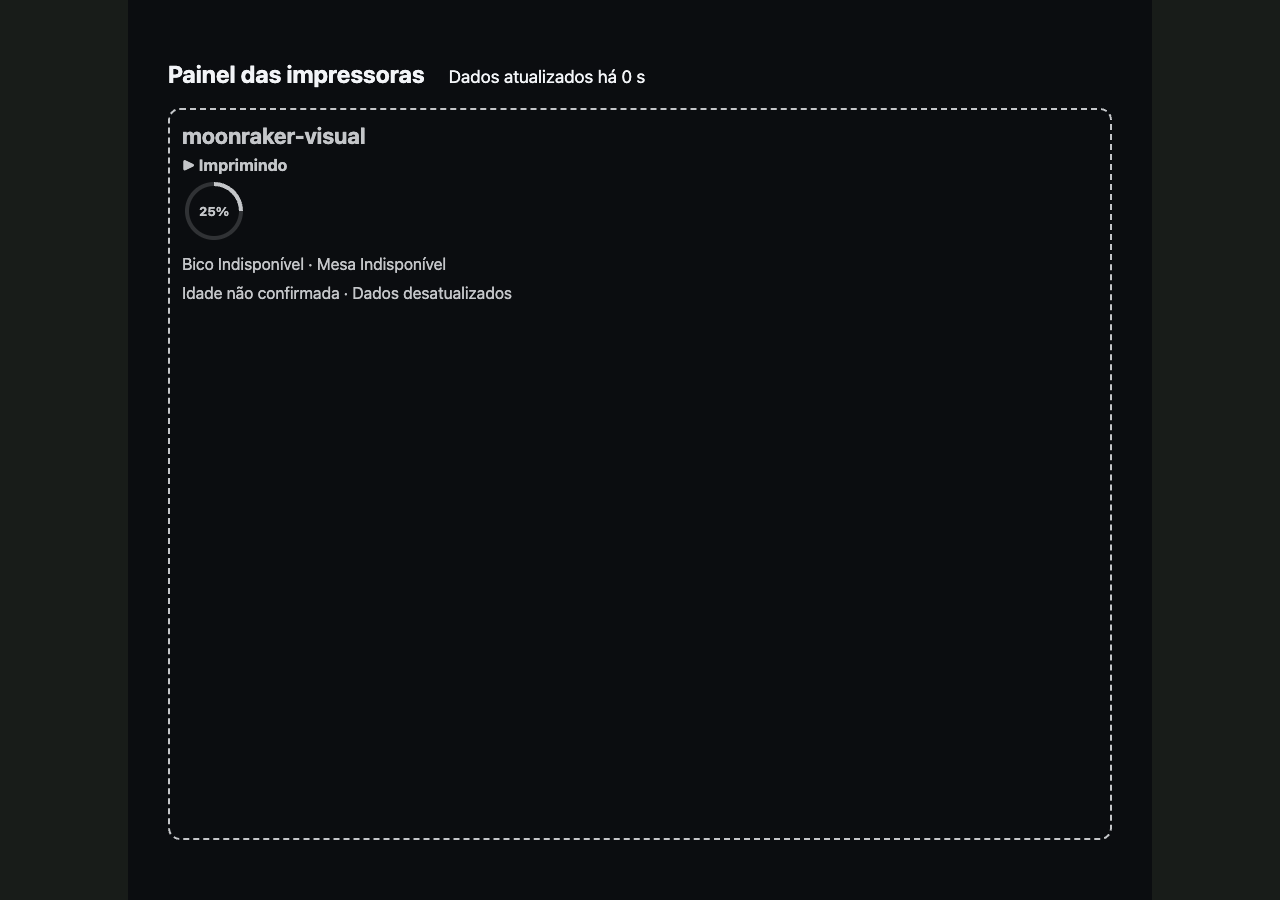 Painel das impressoras Dados atualizados há 0 s
moonraker-visual
▶ Imprimindo
25%
Bico Indisponível · Mesa Indisponível
Idade não confirmada · Dados desatualizados